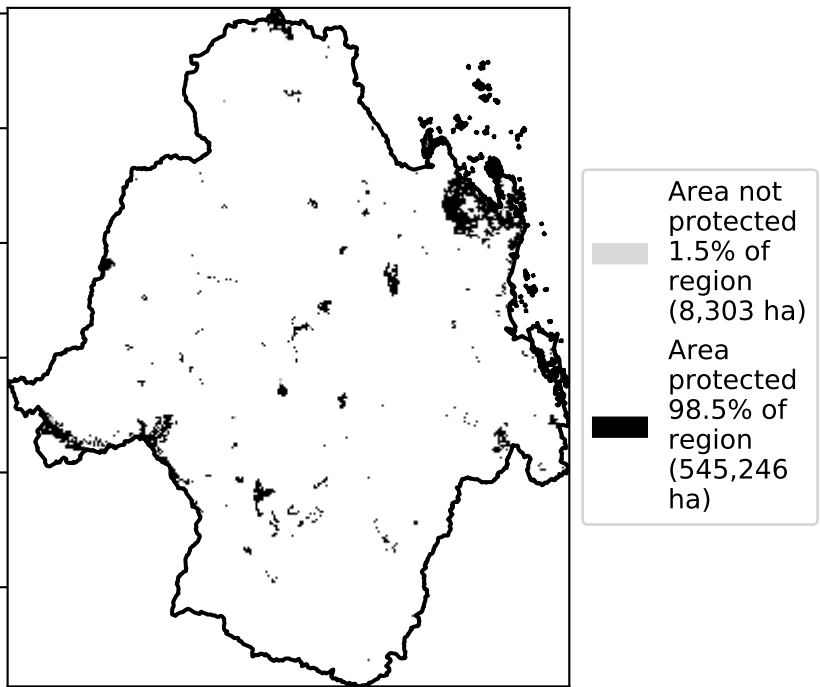 Area not
protected
1.5% of
region
(8,303 ha)
Area
protected
98.5% of
region
(545,246
ha)